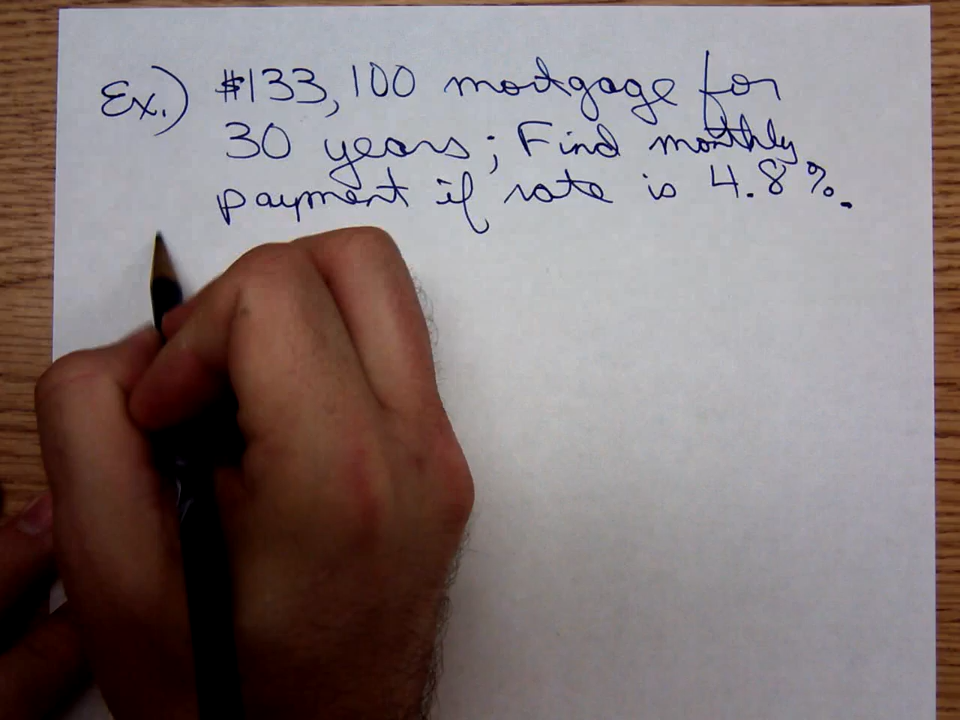 Ex.) $133,100 mortgage for
30 years; Find monthly
payment if rate is 4.8%.